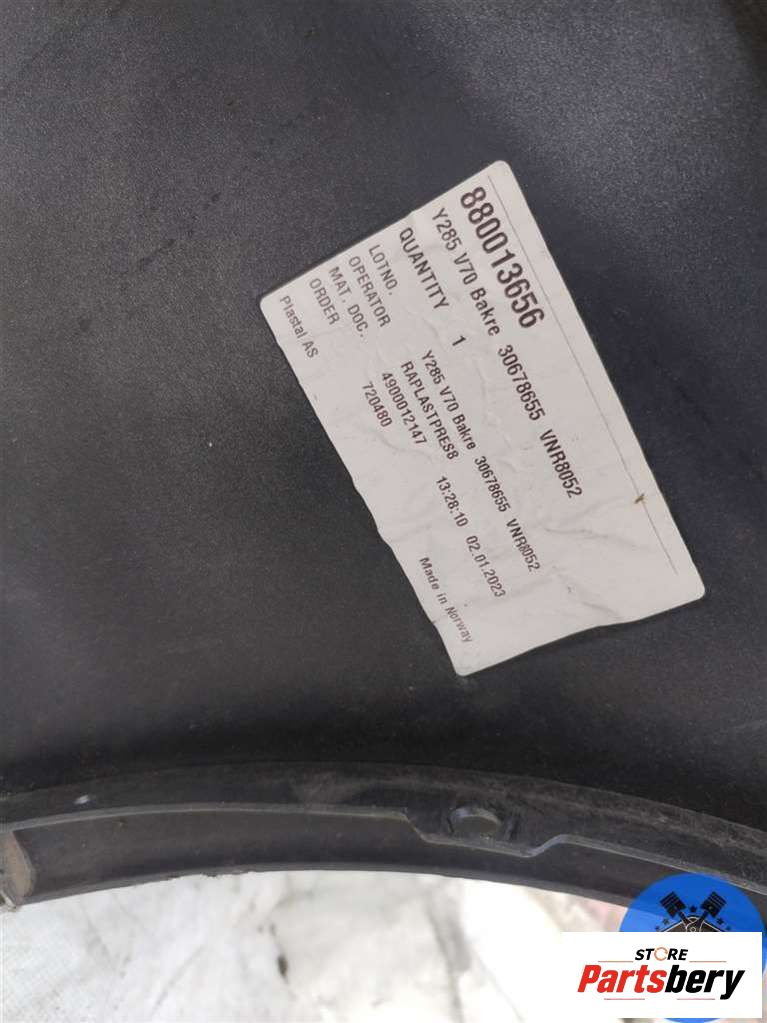 880013656
Y285 V70 Bakre 30678655 VNR8052
QUANTITY 1
LOTNO. Y285 V70 Bakre 30678655 VNR8052
OPERATOR RAPLASTPRES8
MAT. DOC. 4900012147 13:28:10 02.01.2023
ORDER 720480
Plastal AS Made in Norway
STORE
Partsbery